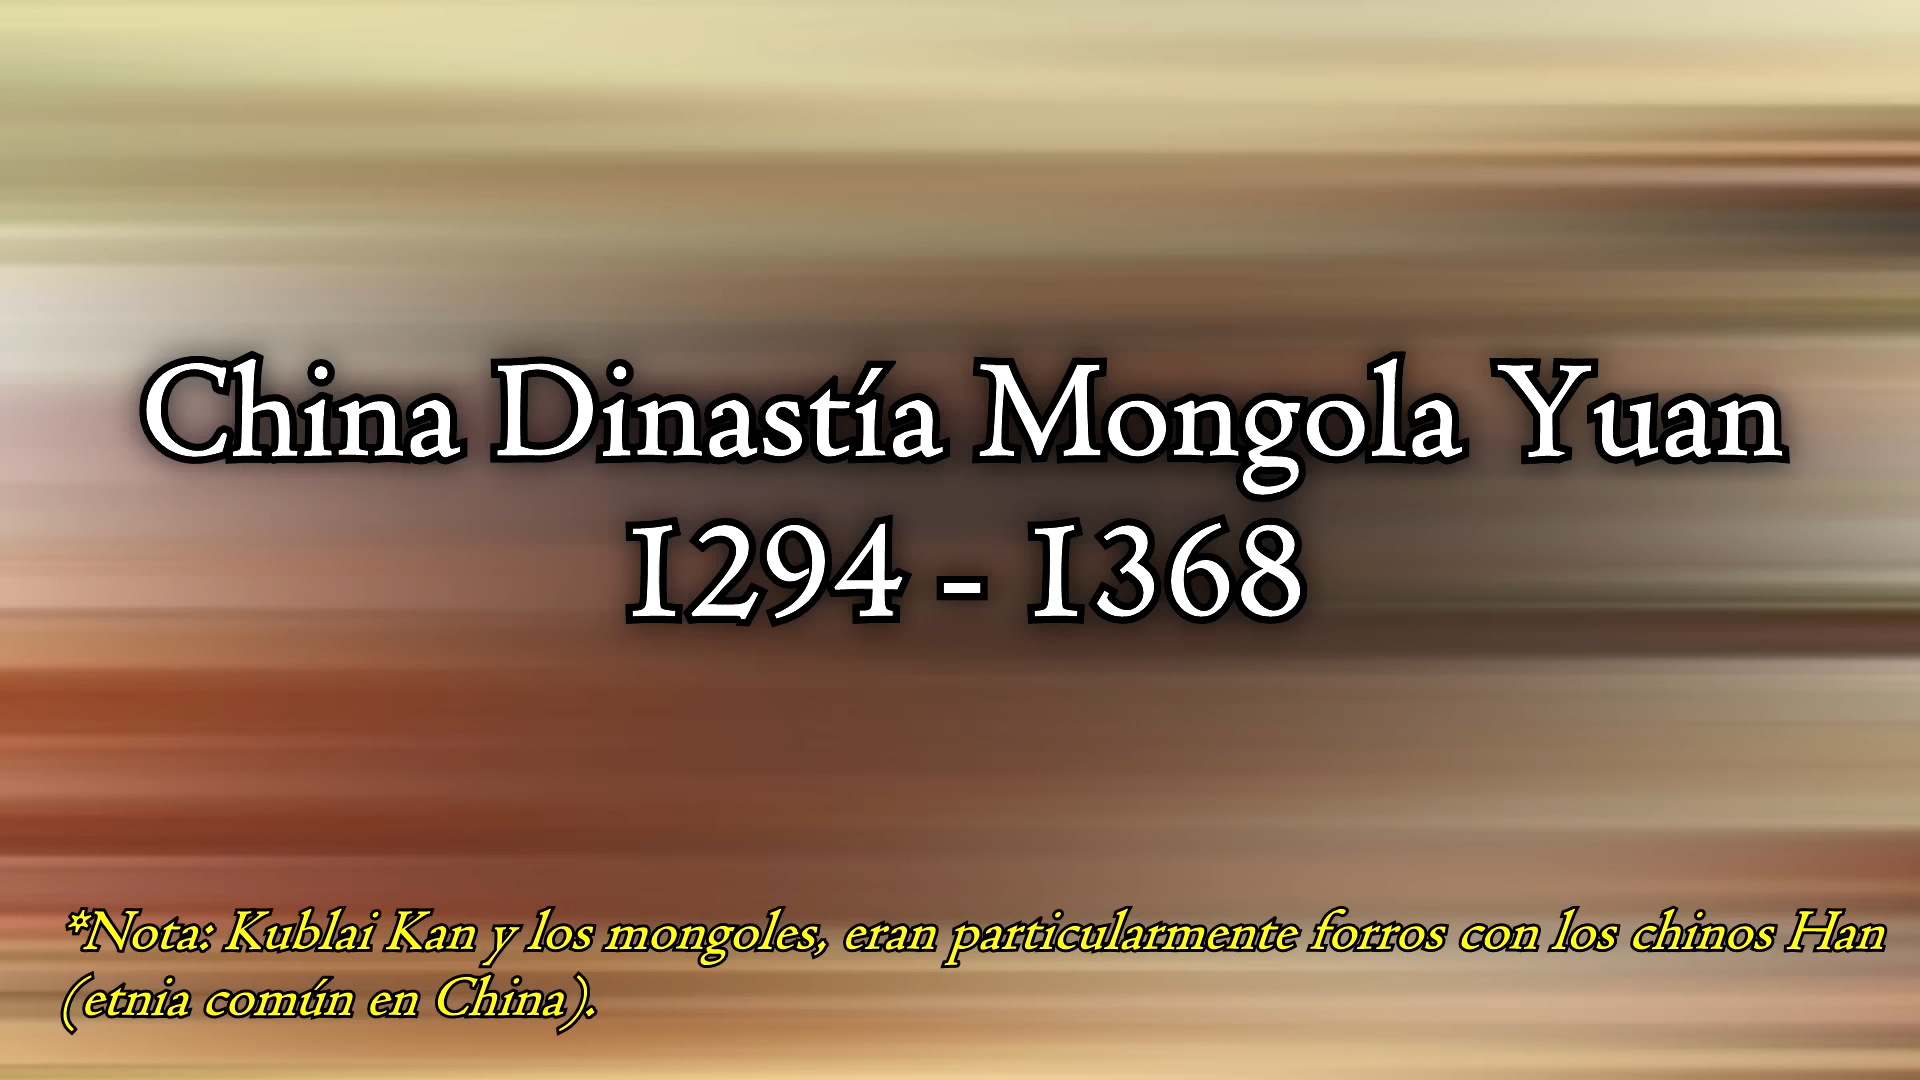 China Dinastía Mongola Yuan
1294 - 1368
*Nota: Kublai Kan y los mongoles, eran particularmente forros con los chinos Han
(etnia común en China).